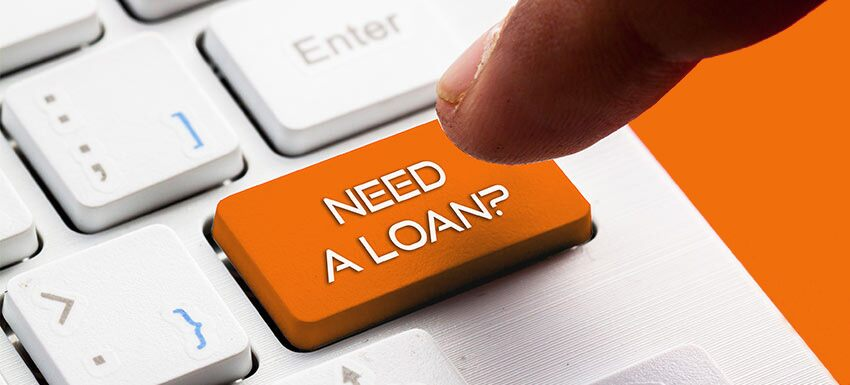 Enter
: ]
;
NEED
A LOAN?
> }
.